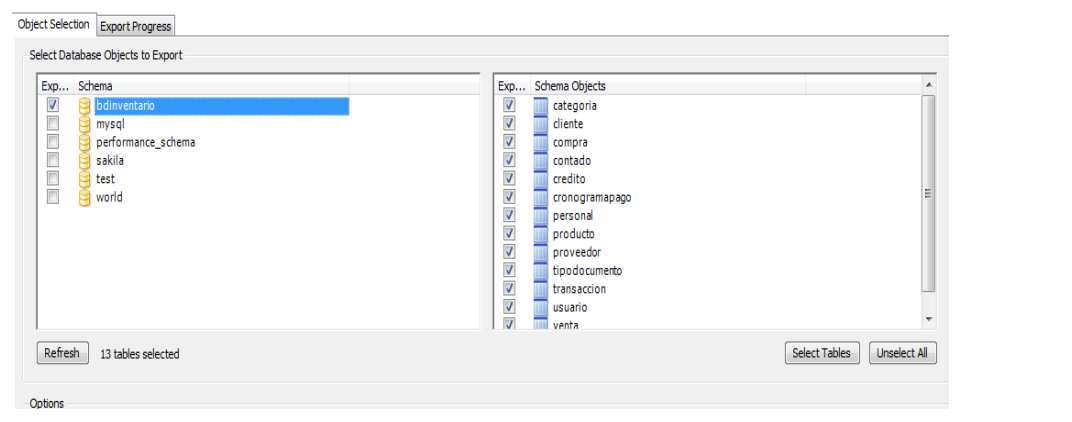 Object Selection Export Progress
Select Database Objects to Export
Exp... Schema
bdinventario
mysql
performance_schema
sakila
test
world
Exp... Schema Objects
categoria
cliente
compra
contado
credito
cronogramapago
personal
producto
proveedor
tipodocumento
transaccion
usuario
venta
Refresh 13 tables selected Select Tables Unselect All
Options